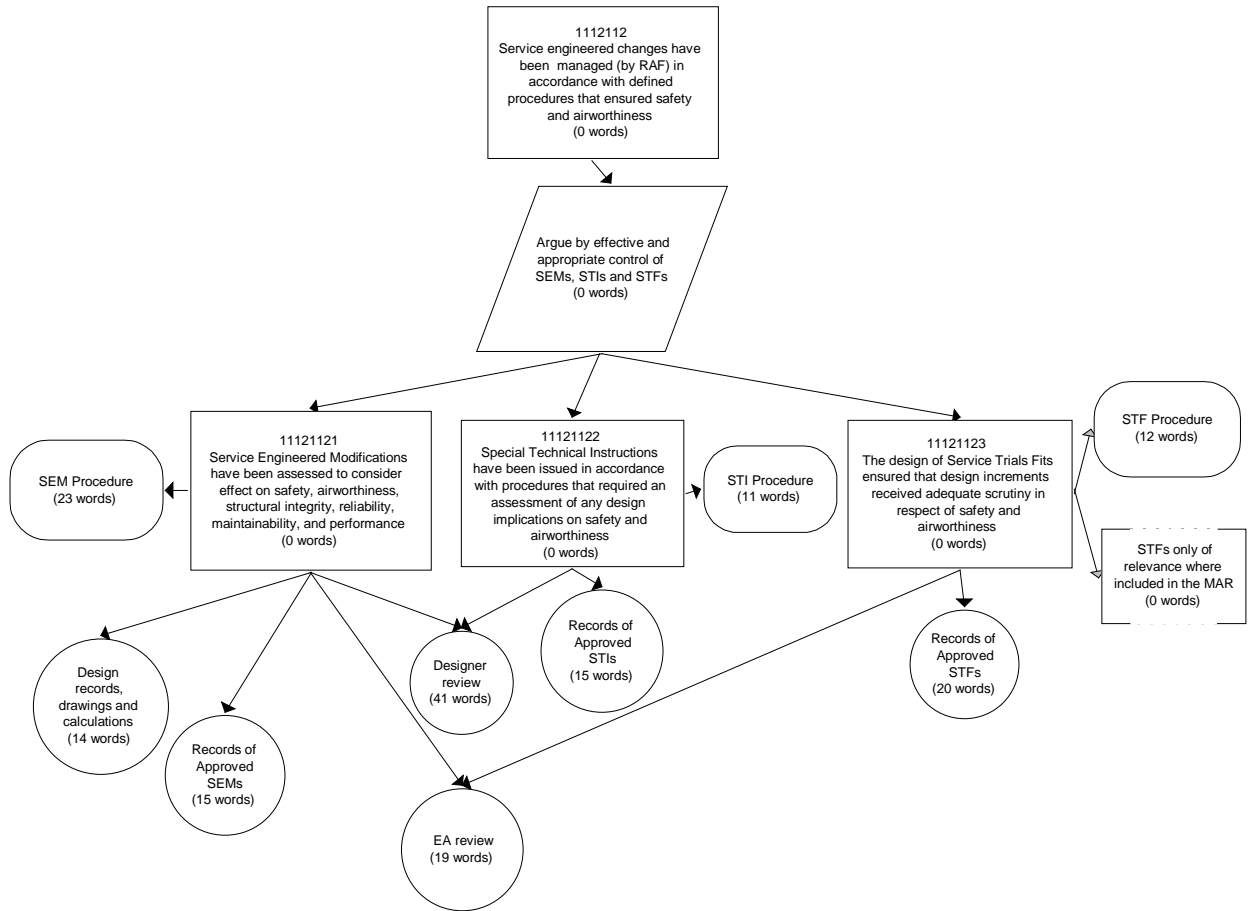 1112112
Service engineered changes have
been managed (by RAF) in
accordance with defined
procedures that ensured safety
and airworthiness
(0 words)
Argue by effective and
appropriate control of
SEMs, STIs and STFs
(0 words)
SEM Procedure
(23 words)
11121121
Service Engineered Modifications
have been assessed to consider
effect on safety, airworthiness,
structural integrity, reliability,
maintainability, and performance
(0 words)
11121122
Special Technical Instructions
have been issued in accordance
with procedures that required an
assessment of any design
implications on safety and
airworthiness
(0 words)
STI Procedure
(11 words)
11121123
The design of Service Trials Fits
ensured that design increments
received adequate scrutiny in
respect of safety and
airworthiness
(0 words)
STF Procedure
(12 words)
STFs only of
relevance where
included in the MAR
(0 words)
Design
records,
drawings and
calculations
(14 words)
Records of
Approved
SEMs
(15 words)
Designer
review
(41 words)
Records of
Approved
STIs
(15 words)
Records of
Approved
STFs
(20 words)
EA review
(19 words)